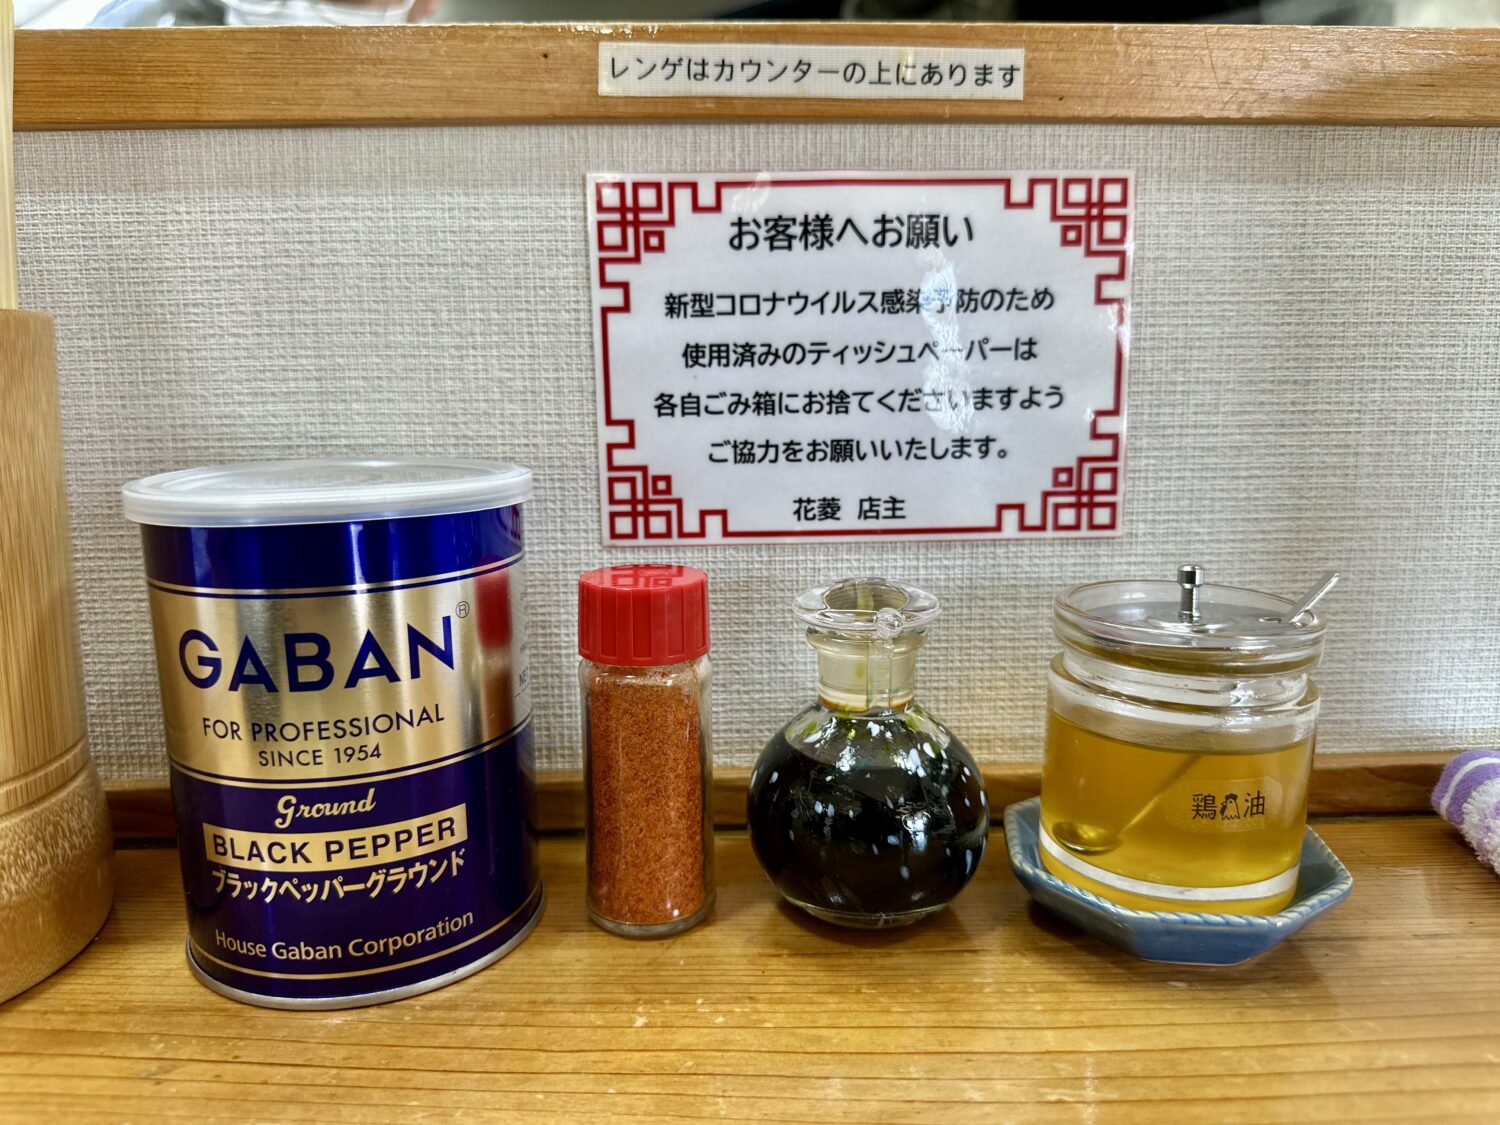 レンゲはカウンターの上にあります
お客様へお願い
新型コロナウイルス感染予防のため
使用済みのティッシュペーパーは
各自ごみ箱にお捨てくださいますよう
ご協力をお願いいたします。
花菱 店主
GABAN®
FOR PROFESSIONAL
SINCE 1954
Ground
BLACK PEPPER
ブラックペッパーグラウンド
House Gaban Corporation
鶏油